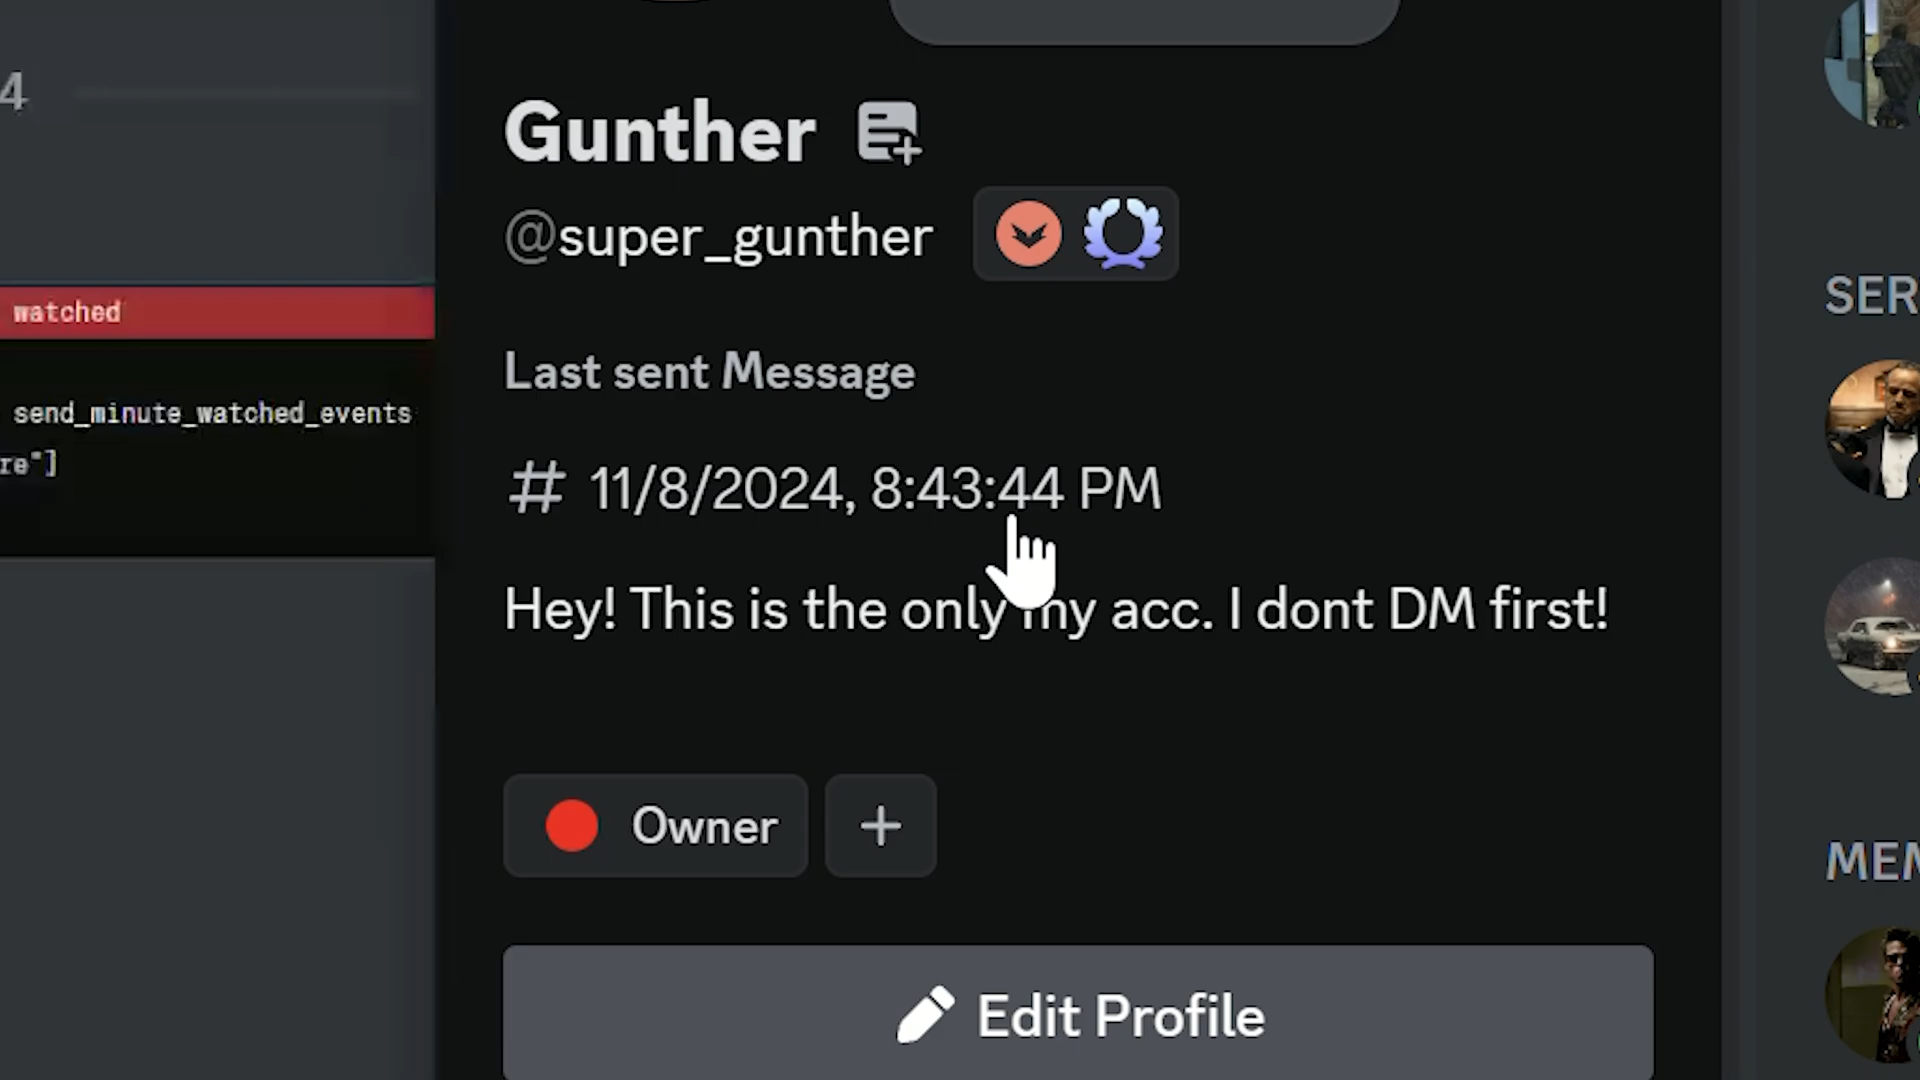 4
watched
send_minute_watched_events
re"]
Gunther
@super_gunther
Last sent Message
# 11/8/2024, 8:43:44 PM
Hey! This is the only my acc. I dont DM first!
Owner
+
Edit Profile
SER
MEM